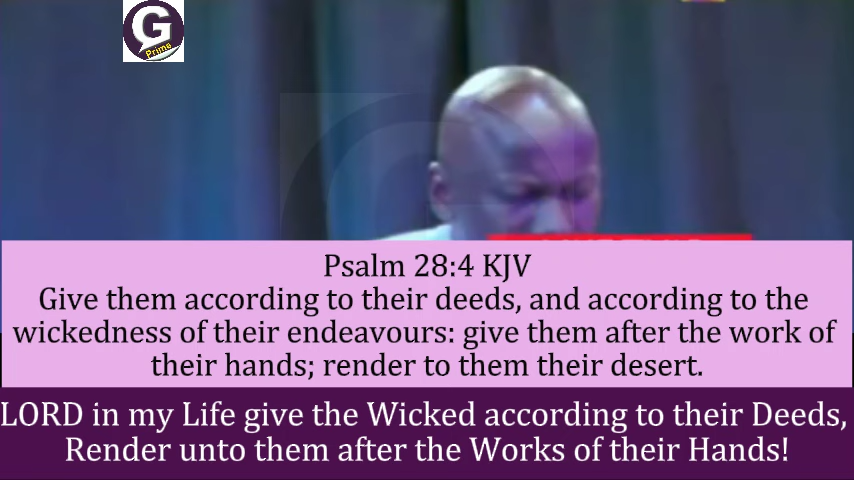 G
Prime
Psalm 28:4 KJV
Give them according to their deeds, and according to the
wickedness of their endeavours: give them after the work of
their hands; render to them their desert.
LORD in my Life give the Wicked according to their Deeds,
Render unto them after the Works of their Hands!